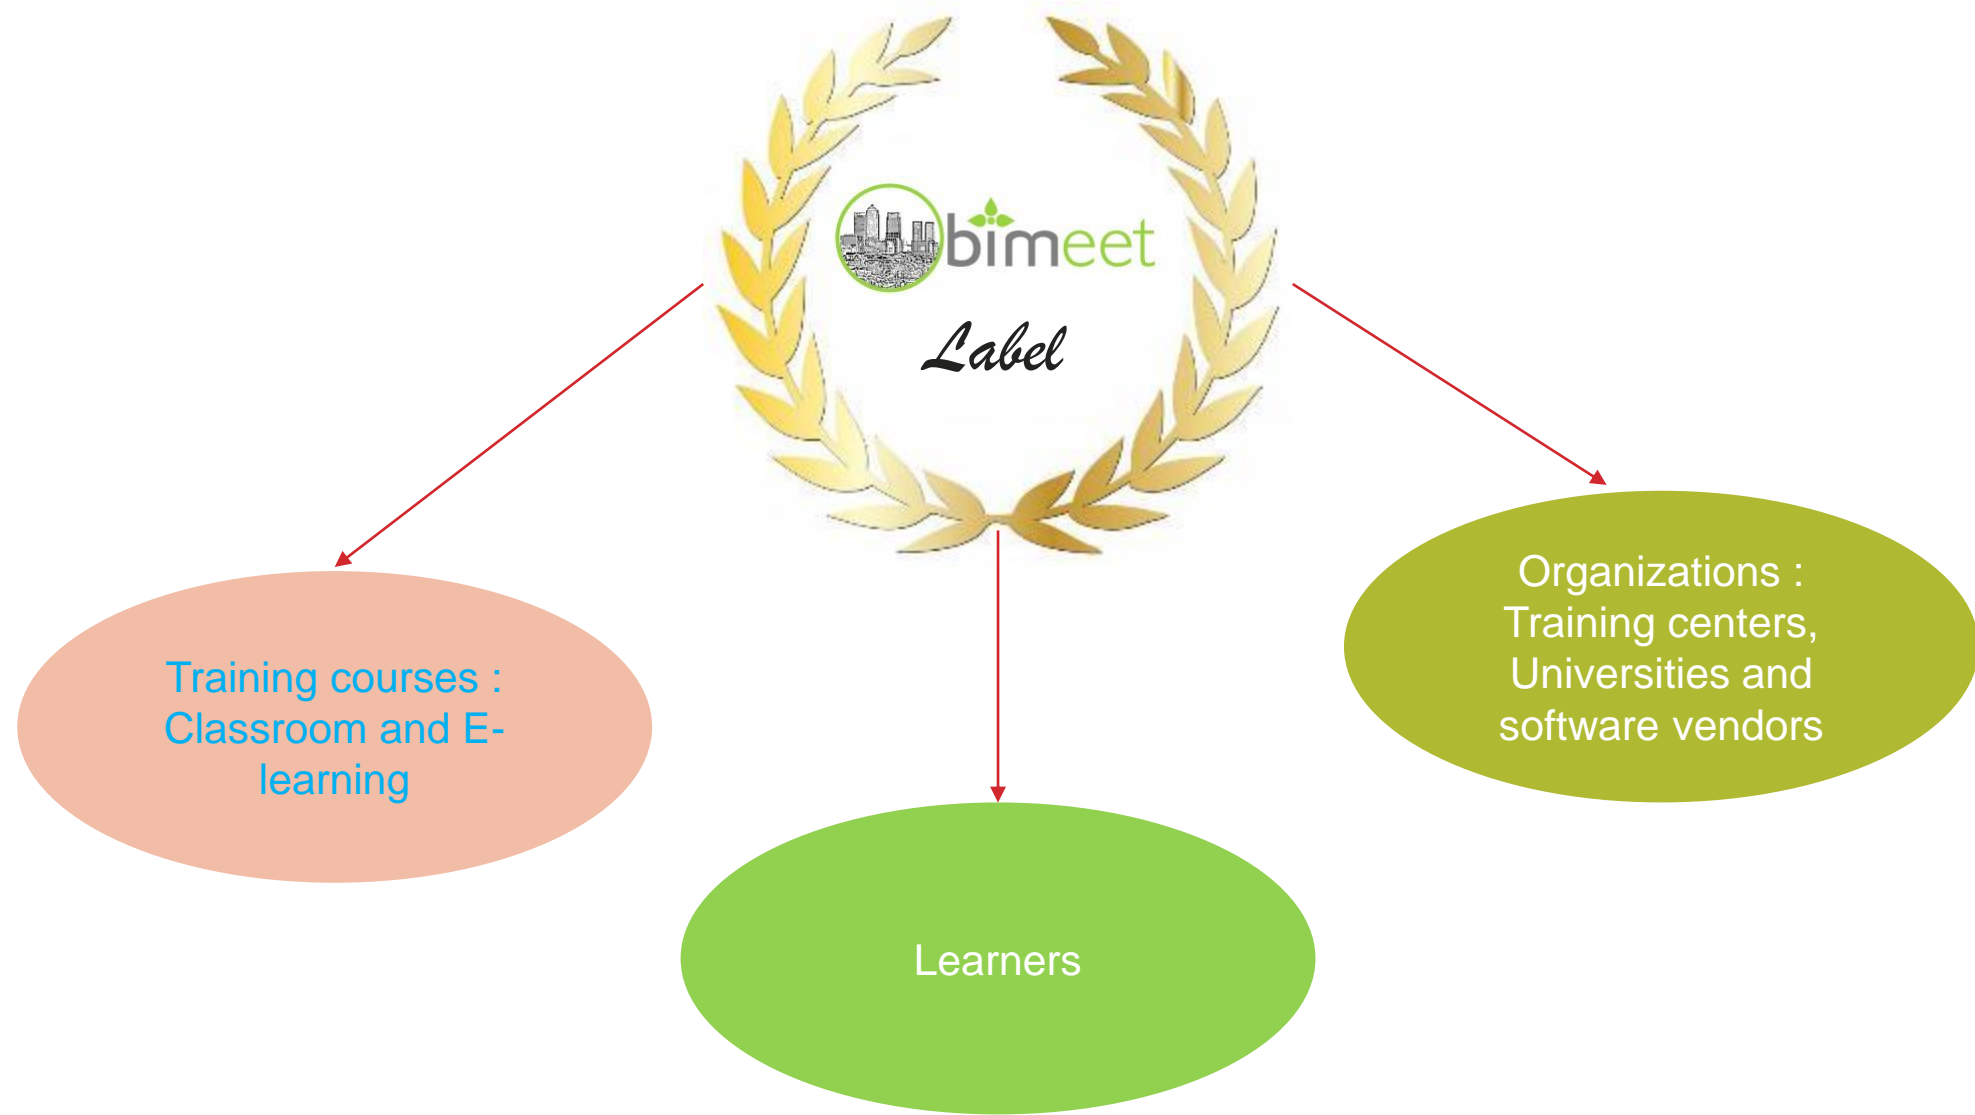 bimeet
Label
Training courses :
Classroom and E-
learning
Organizations :
Training centers,
Universities and
software vendors
Learners